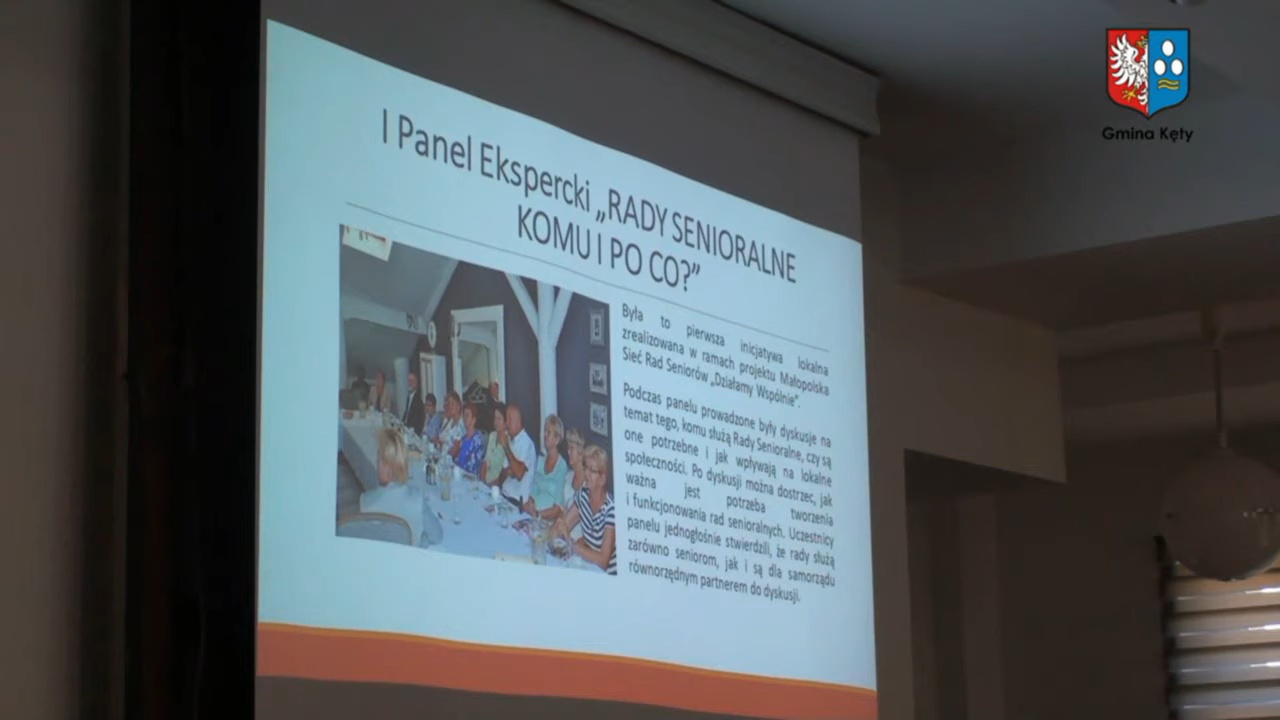 Gmina Kęty
I Panel Ekspercki „RADY SENIORALNE
KOMU I PO CO?”
Była to pierwsza inicjatywa lokalna
zrealizowana w ramach projektu Małopolska
Sieć Rad Seniorów „Działamy Wspólnie”.
Podczas panelu prowadzone były dyskusje na
temat tego, komu służą Rady Senioralne, czy są
one potrzebne i jak wpływają na lokalne
społeczności. Po dyskusji można dostrzec, jak
ważna jest potrzeba tworzenia
i funkcjonowania rad senioralnych. Uczestnicy
panelu jednogłośnie stwierdzili, że rady służą
zarówno seniorom, jak i są dla samorządu
równorzędnym partnerem do dyskusji.